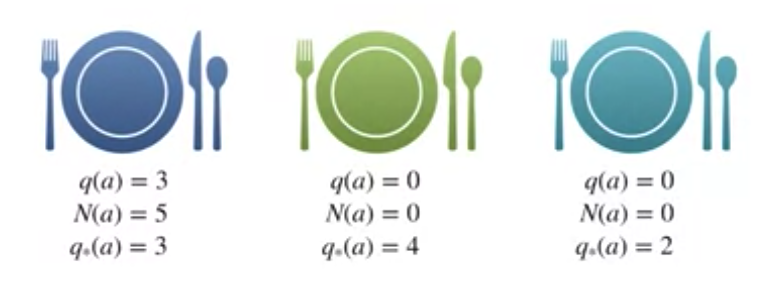 q(a) = 3
N(a) = 5
q*(a) = 3
q(a) = 0
N(a) = 0
q*(a) = 4
q(a) = 0
N(a) = 0
q*(a) = 2